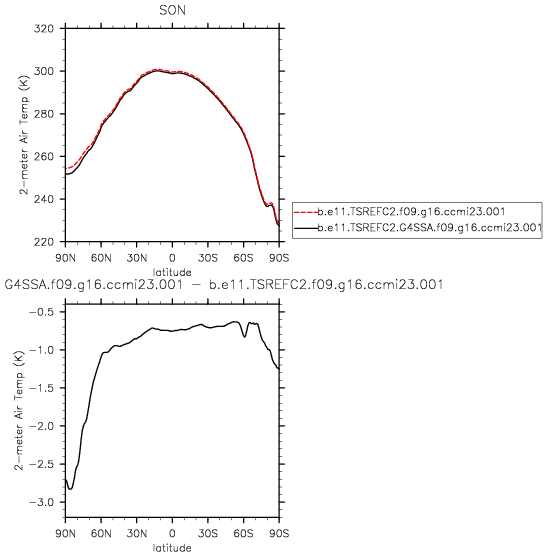 SON
320
300
280
260
240
220
2-meter Air Temp (K)
90N 60N 30N 0 30S 60S 90S
latitude
b.e11.TSREFC2.f09.g16.ccmi23.001
b.e11.TSREFC2.G4SSA.f09.g16.ccmi23.001
G4SSA.f09.g16.ccmi23.001 - b.e11.TSREFC2.f09.g16.ccmi23.001
-0.5
-1.0
-1.5
-2.0
-2.5
-3.0
2-meter Air Temp (K)
90N 60N 30N 0 30S 60S 90S
latitude